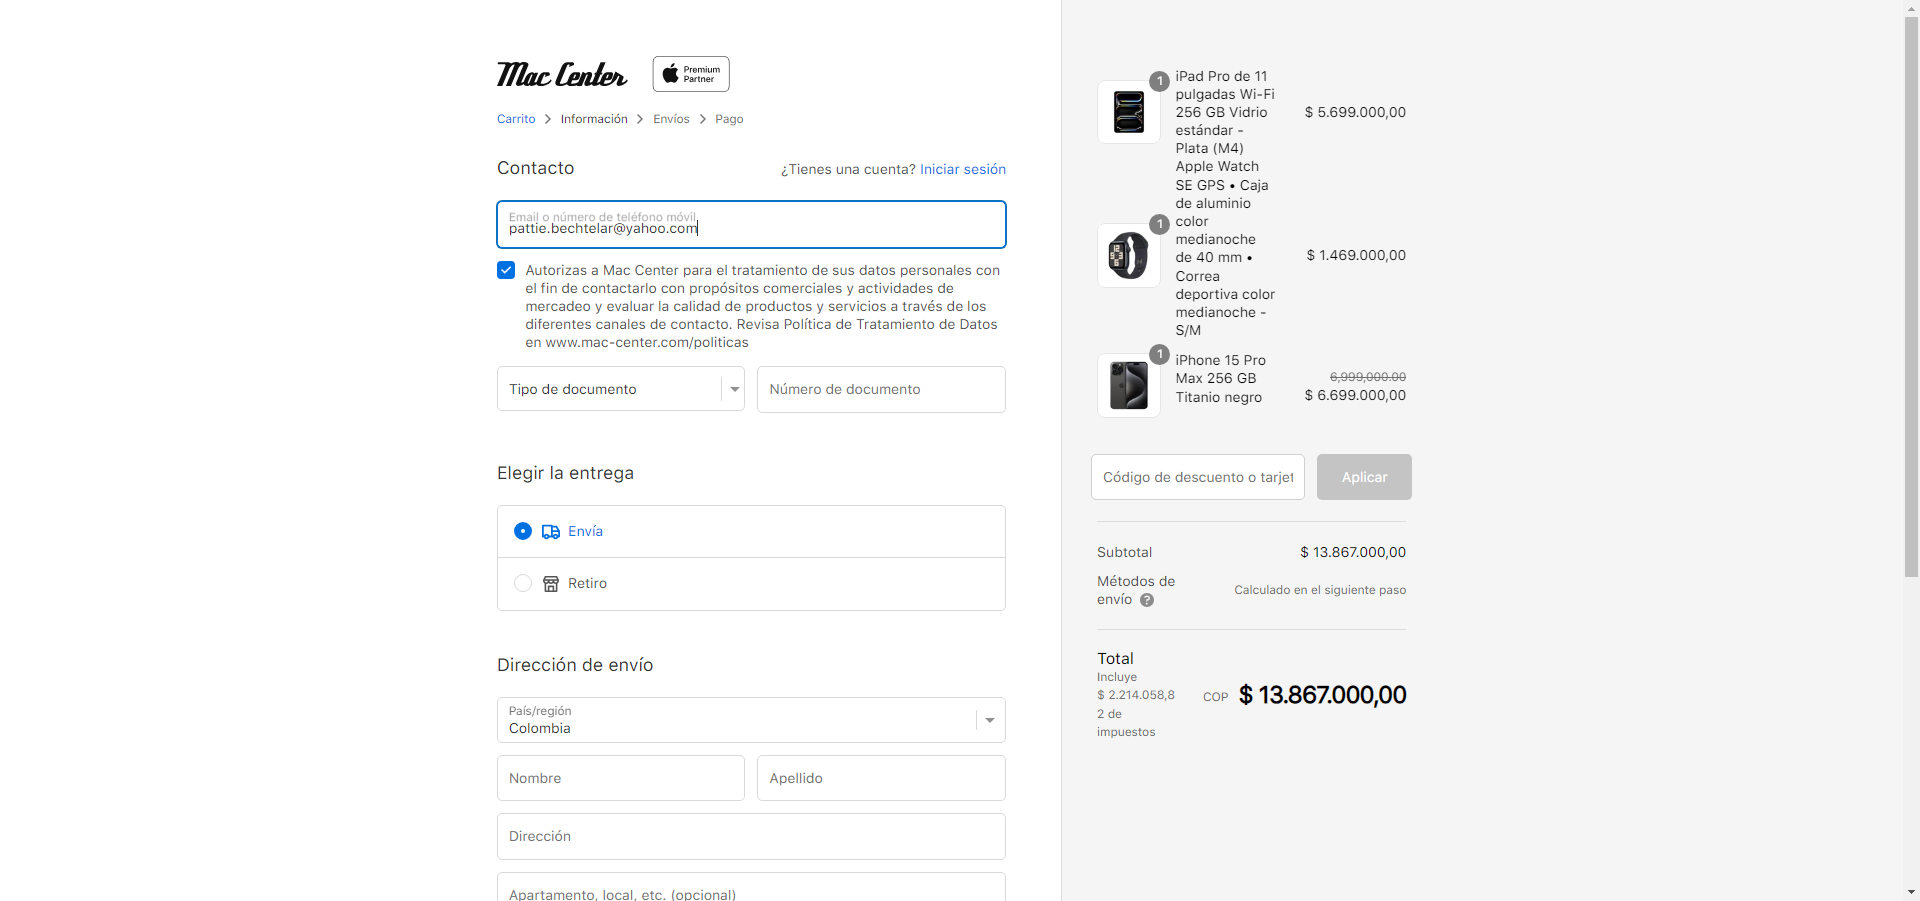 Mac Center
Premium
Partner
Carrito > Información > Envíos > Pago
Contacto
¿Tienes una cuenta? Iniciar sesión
Email o número de teléfono móvil
pattie.bechtelar@yahoo.com
Autorizas a Mac Center para el tratamiento de sus datos personales con
el fin de contactarlo con propósitos comerciales y actividades de
mercadeo y evaluar la calidad de productos y servicios a través de los
diferentes canales de contacto. Revisa Política de Tratamiento de Datos
en www.mac-center.com/politicas
Tipo de documento
Número de documento
Elegir la entrega
Envía
Retiro
Dirección de envío
País/región
Colombia
Nombre
Apellido
Dirección
Apartamento, local, etc. (opcional)
1
iPad Pro de 11
pulgadas Wi-Fi
256 GB Vidrio
estándar -
Plata (M4)
$ 5.699.000,00
1
Apple Watch
SE GPS • Caja
de aluminio
color
medianoche
de 40 mm •
Correa
deportiva color
medianoche -
S/M
$ 1.469.000,00
1
iPhone 15 Pro
Max 256 GB
Titanio negro
6,999,000.00
$ 6.699.000,00
Código de descuento o tarjet
Aplicar
Subtotal
$ 13.867.000,00
Métodos de
envío ?
Calculado en el siguiente paso
Total
Incluye
$ 2.214.058,8
2 de
impuestos
COP $ 13.867.000,00